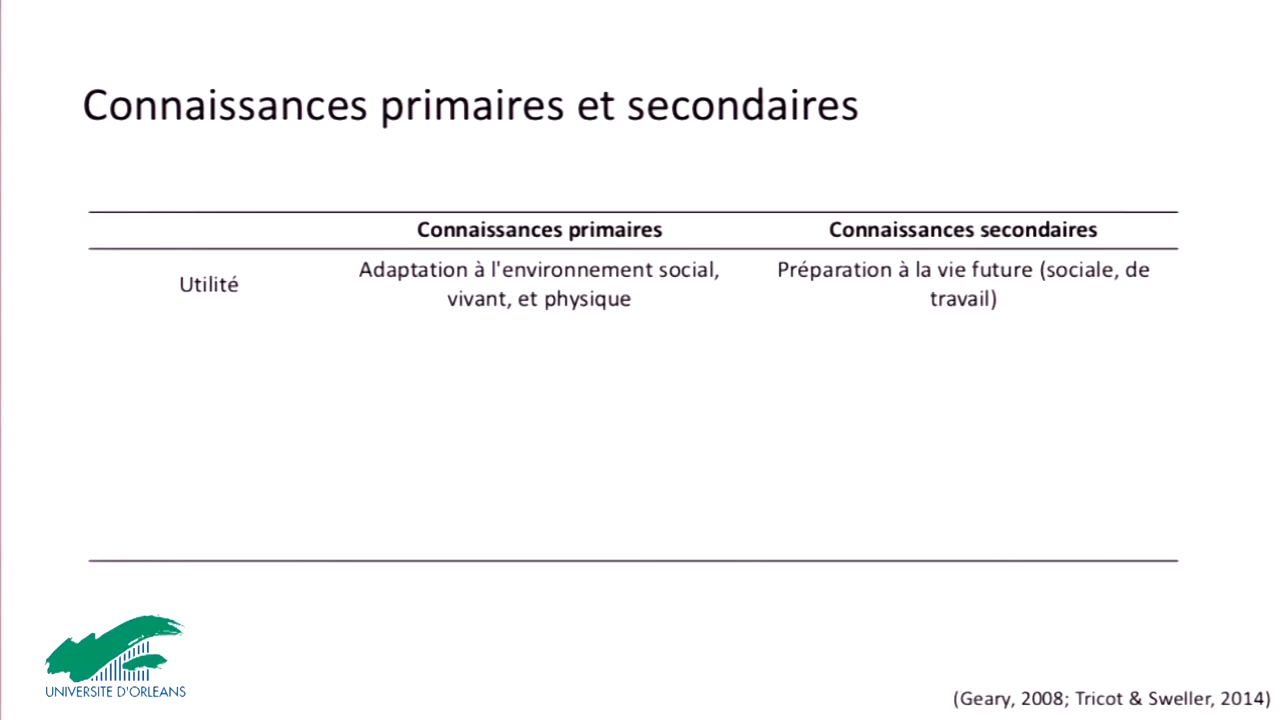 Connaissances primaires et secondaires
Connaissances primaires Connaissances secondaires
Utilité
Adaptation à l'environnement social,
vivant, et physique
Préparation à la vie future (sociale, de
travail)
UNIVERSITE D'ORLEANS
(Geary, 2008; Tricot & Sweller, 2014)